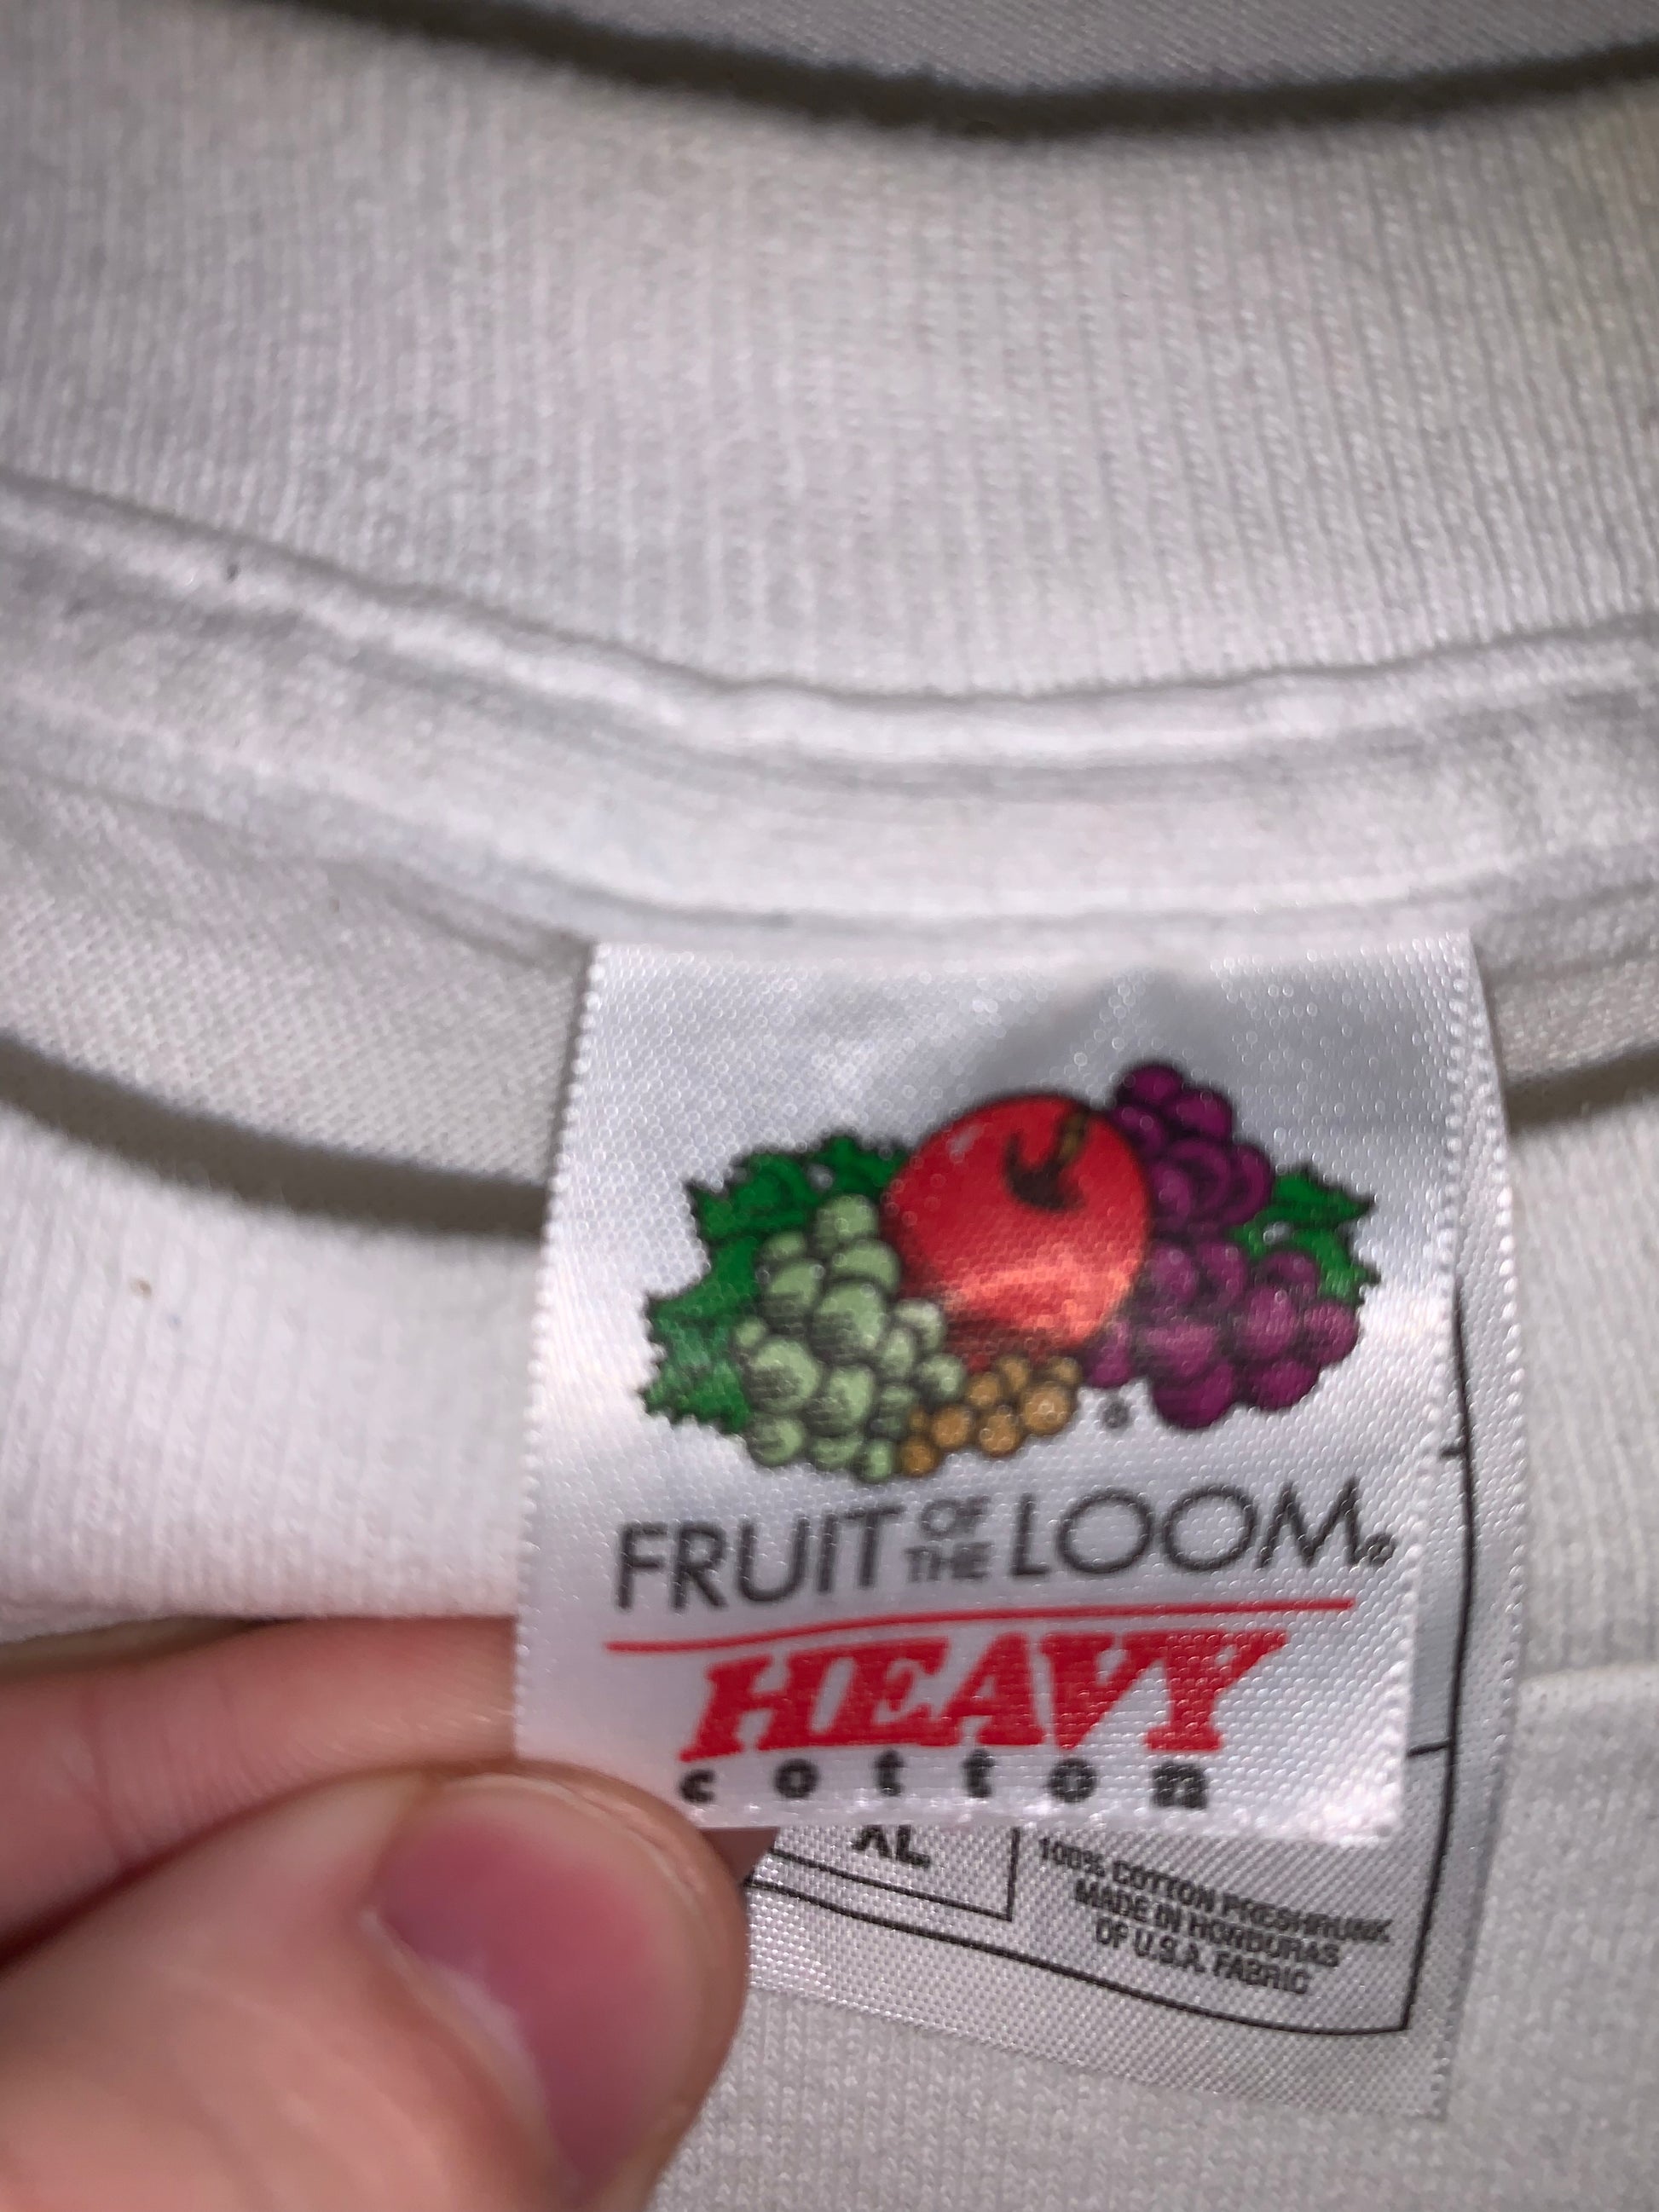 FRUIT OF THE LOOM®
HEAVY
cotton
XL
100% COTTON PRESHRUNK
MADE IN HONDURAS
OF U.S.A. FABRIC